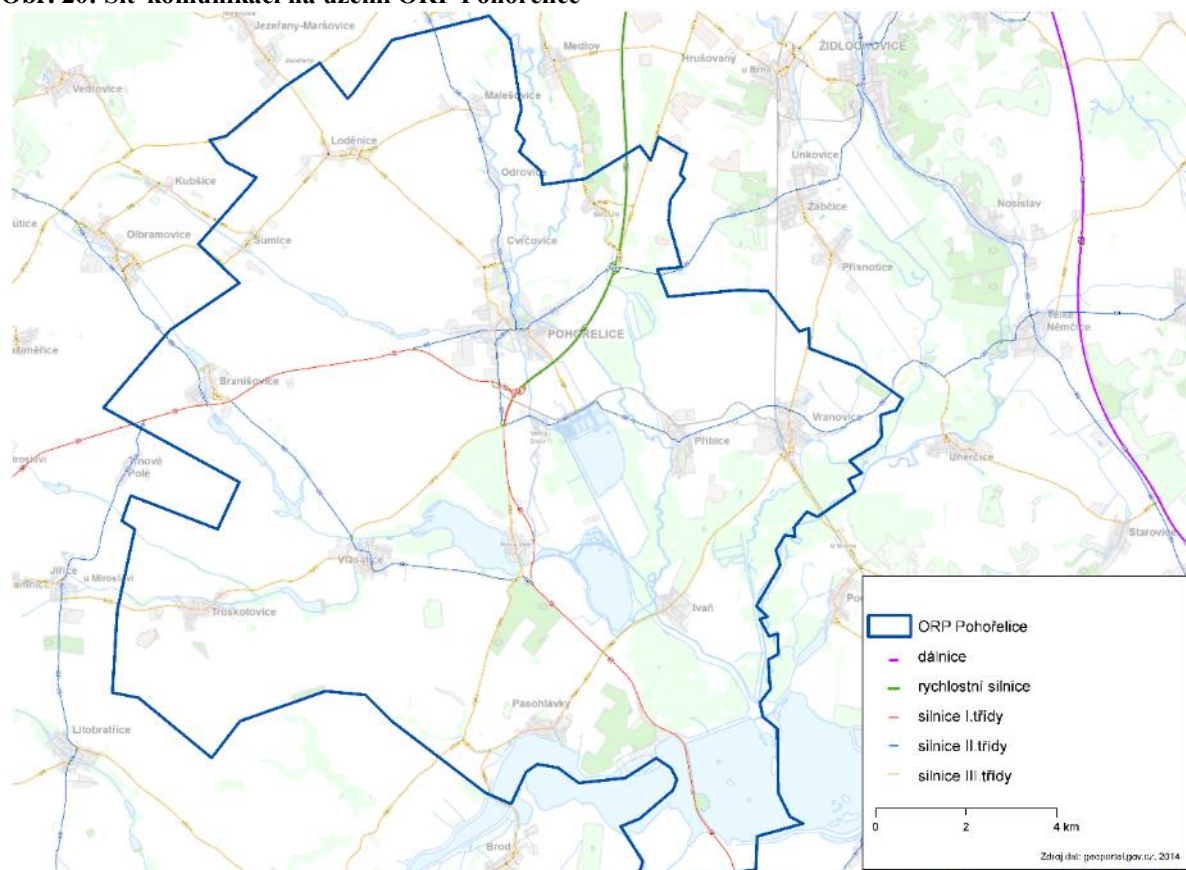 Obr. 20: Síť komunikací na území ORP Pohořelice
Jezeřany-Maršovice
Medlov
Hrušovany
u Brna
ŽIDLOCHOVICE
Vedrovice
Malešovice
Loděnice
Unkovice
Odrovice
Kubšice
Žabčice
Nosislav
Olbramovice
Šumice
Cvrčovice
Přísnotice
POHOŘELICE
Velké
Němčice
Branišovice
Vranovice
Přibice
Uherčice
Trnové
Pole
Starovice
Vlasatice
Jiřice
u Miroslavi
Troskotovice
Ivaň
Pasohlávky
Litobratřice
Brod
ORP Pohořelice
dálnice
rychlostní silnice
silnice I.třídy
silnice II.třídy
silnice III.třídy
0 2 4 km
Zdroj dat: geoportal.gov.cz, 2014